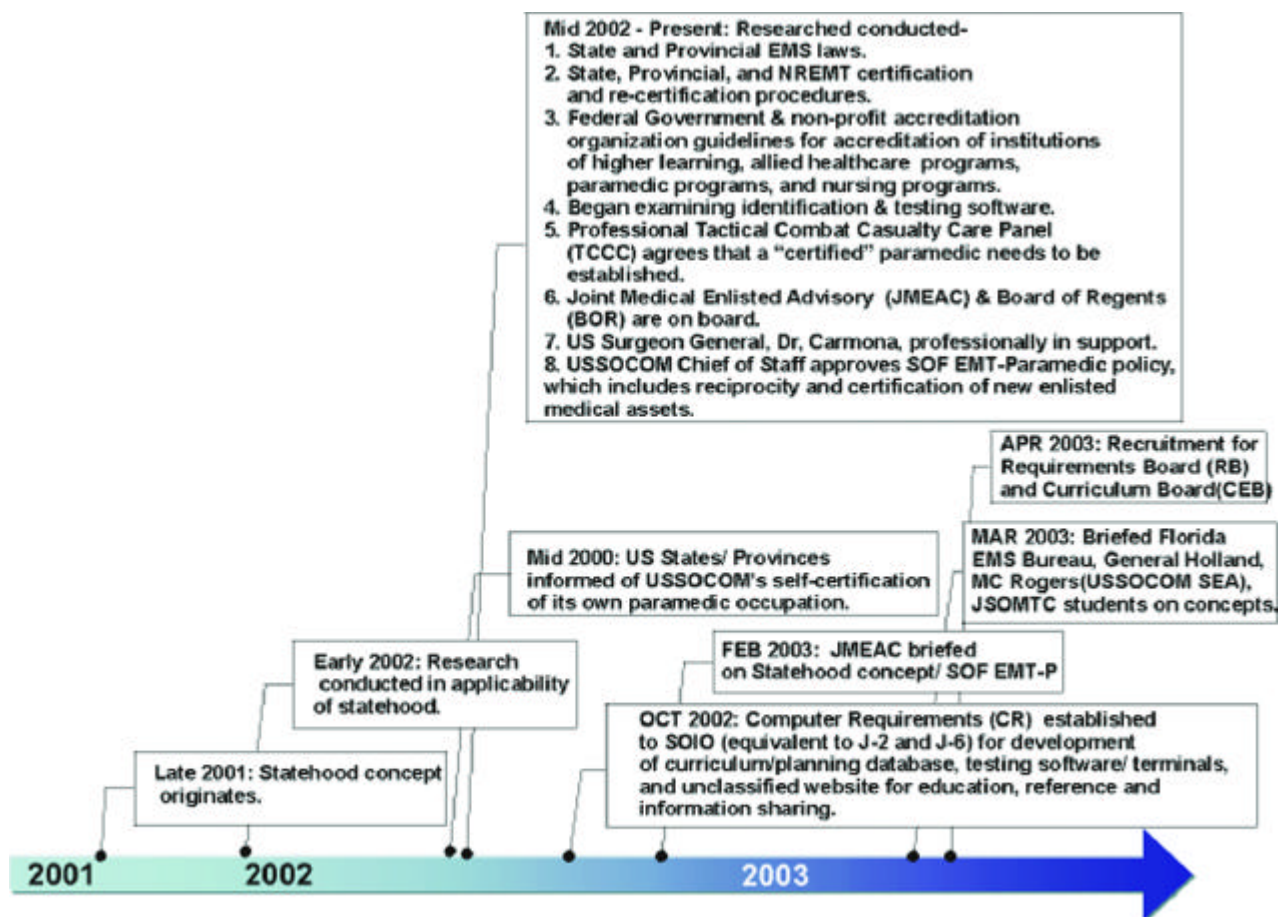 Mid 2002 - Present: Researched conducted-
1. State and Provincial EMS laws.
2. State, Provincial, and NREMT certification
and re-certification procedures.
3. Federal Government & non-profit accreditation
organization guidelines for accreditation of institutions
of higher learning, allied healthcare programs,
paramedic programs, and nursing programs.
4. Began examining identification & testing software.
5. Professional Tactical Combat Casualty Care Panel
(TCCC) agrees that a “certified” paramedic needs to be
established.
6. Joint Medical Enlisted Advisory (JMEAC) & Board of Regents
(BOR) are on board.
7. US Surgeon General, Dr, Carmona, professionally in support.
8. USSOCOM Chief of Staff approves SOF EMT-Paramedic policy,
which includes reciprocity and certification of new enlisted
medical assets.
APR 2003: Recruitment for
Requirements Board (RB)
and Curriculum Board(CEB)
MAR 2003: Briefed Florida
EMS Bureau, General Holland,
MC Rogers(USSOCOM SEA),
JSOMTC students on concepts.
Mid 2000: US States/ Provinces
informed of USSOCOM's self-certification
of its own paramedic occupation.
FEB 2003: JMEAC briefed
on Statehood concept/ SOF EMT-P
Early 2002: Research
conducted in applicability
of statehood.
OCT 2002: Computer Requirements (CR) established
to SOIO (equivalent to J-2 and J-6) for development
of curriculum/planning database, testing software/ terminals,
and unclassified website for education, reference and
information sharing.
Late 2001: Statehood concept
originates.
2001 2002 2003